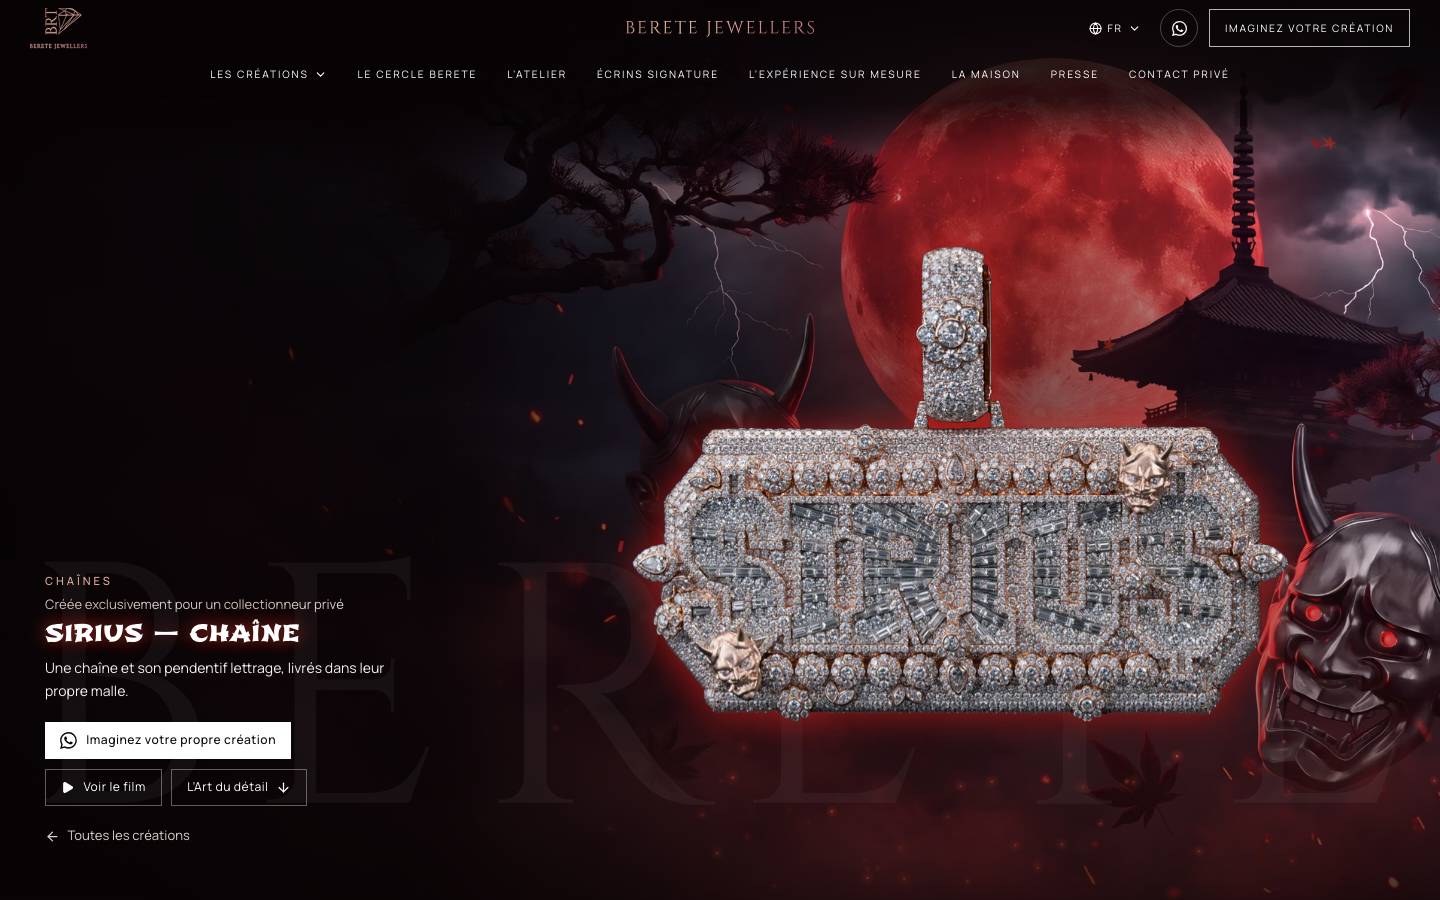 BRT
BERETE JEWELLERS
BERETE JEWELLERS
FR
IMAGINEZ VOTRE CRÉATION
LES CRÉATIONS
LE CERCLE BERETE
L'ATELIER
ÉCRINS SIGNATURE
L'EXPÉRIENCE SUR MESURE
LA MAISON
PRESSE
CONTACT PRIVÉ
SIRIUS
CHAÎNES
Créée exclusivement pour un collectionneur privé
SIRIUS — CHAÎNE
Une chaîne et son pendentif lettrage, livrés dans leur
propre malle.
Imaginez votre propre création
Voir le film
L'Art du détail
Toutes les créations
BERETE